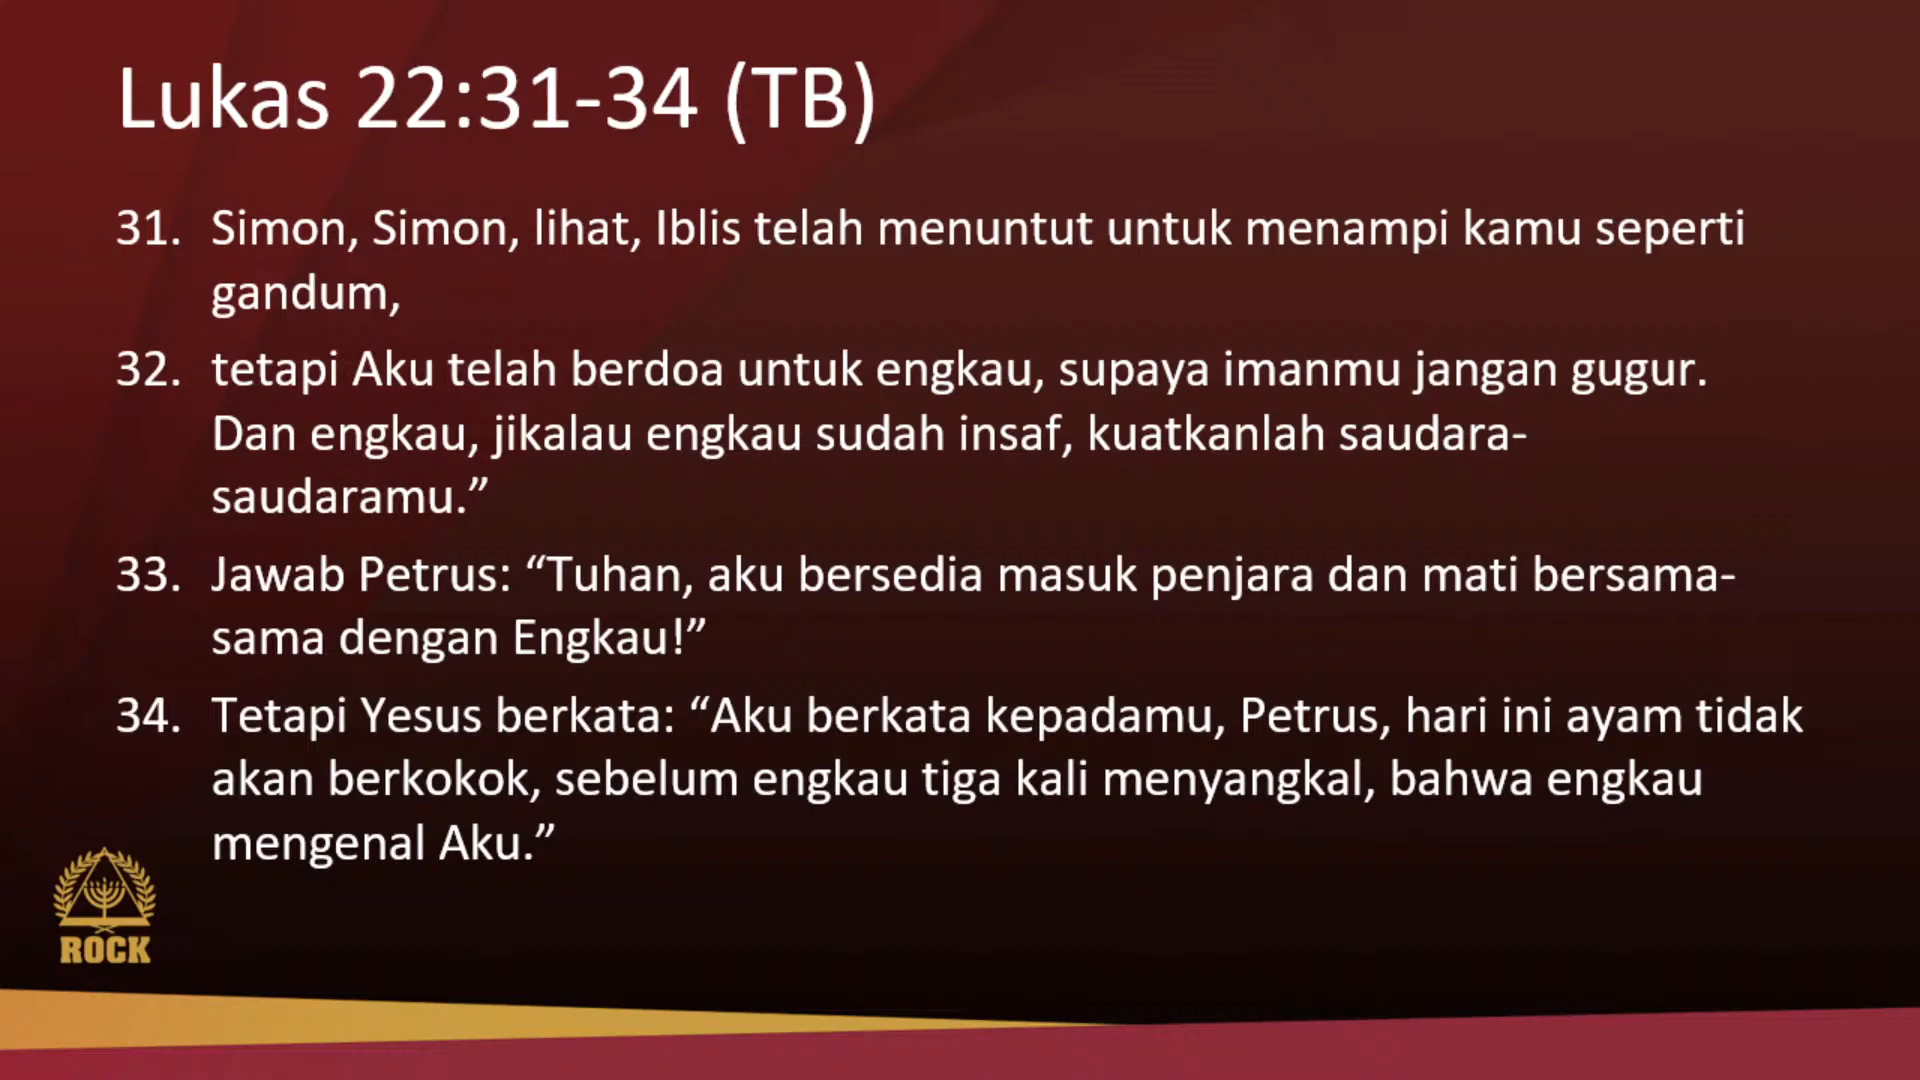 Lukas 22:31-34 (TB)
31. Simon, Simon, lihat, Iblis telah menuntut untuk menampi kamu seperti
gandum,
32. tetapi Aku telah berdoa untuk engkau, supaya imanmu jangan gugur.
Dan engkau, jikalau engkau sudah insaf, kuatkanlah saudara-
saudaramu.”
33. Jawab Petrus: “Tuhan, aku bersedia masuk penjara dan mati bersama-
sama dengan Engkau!”
34. Tetapi Yesus berkata: “Aku berkata kepadamu, Petrus, hari ini ayam tidak
akan berkokok, sebelum engkau tiga kali menyangkal, bahwa engkau
mengenal Aku.”
ROCK